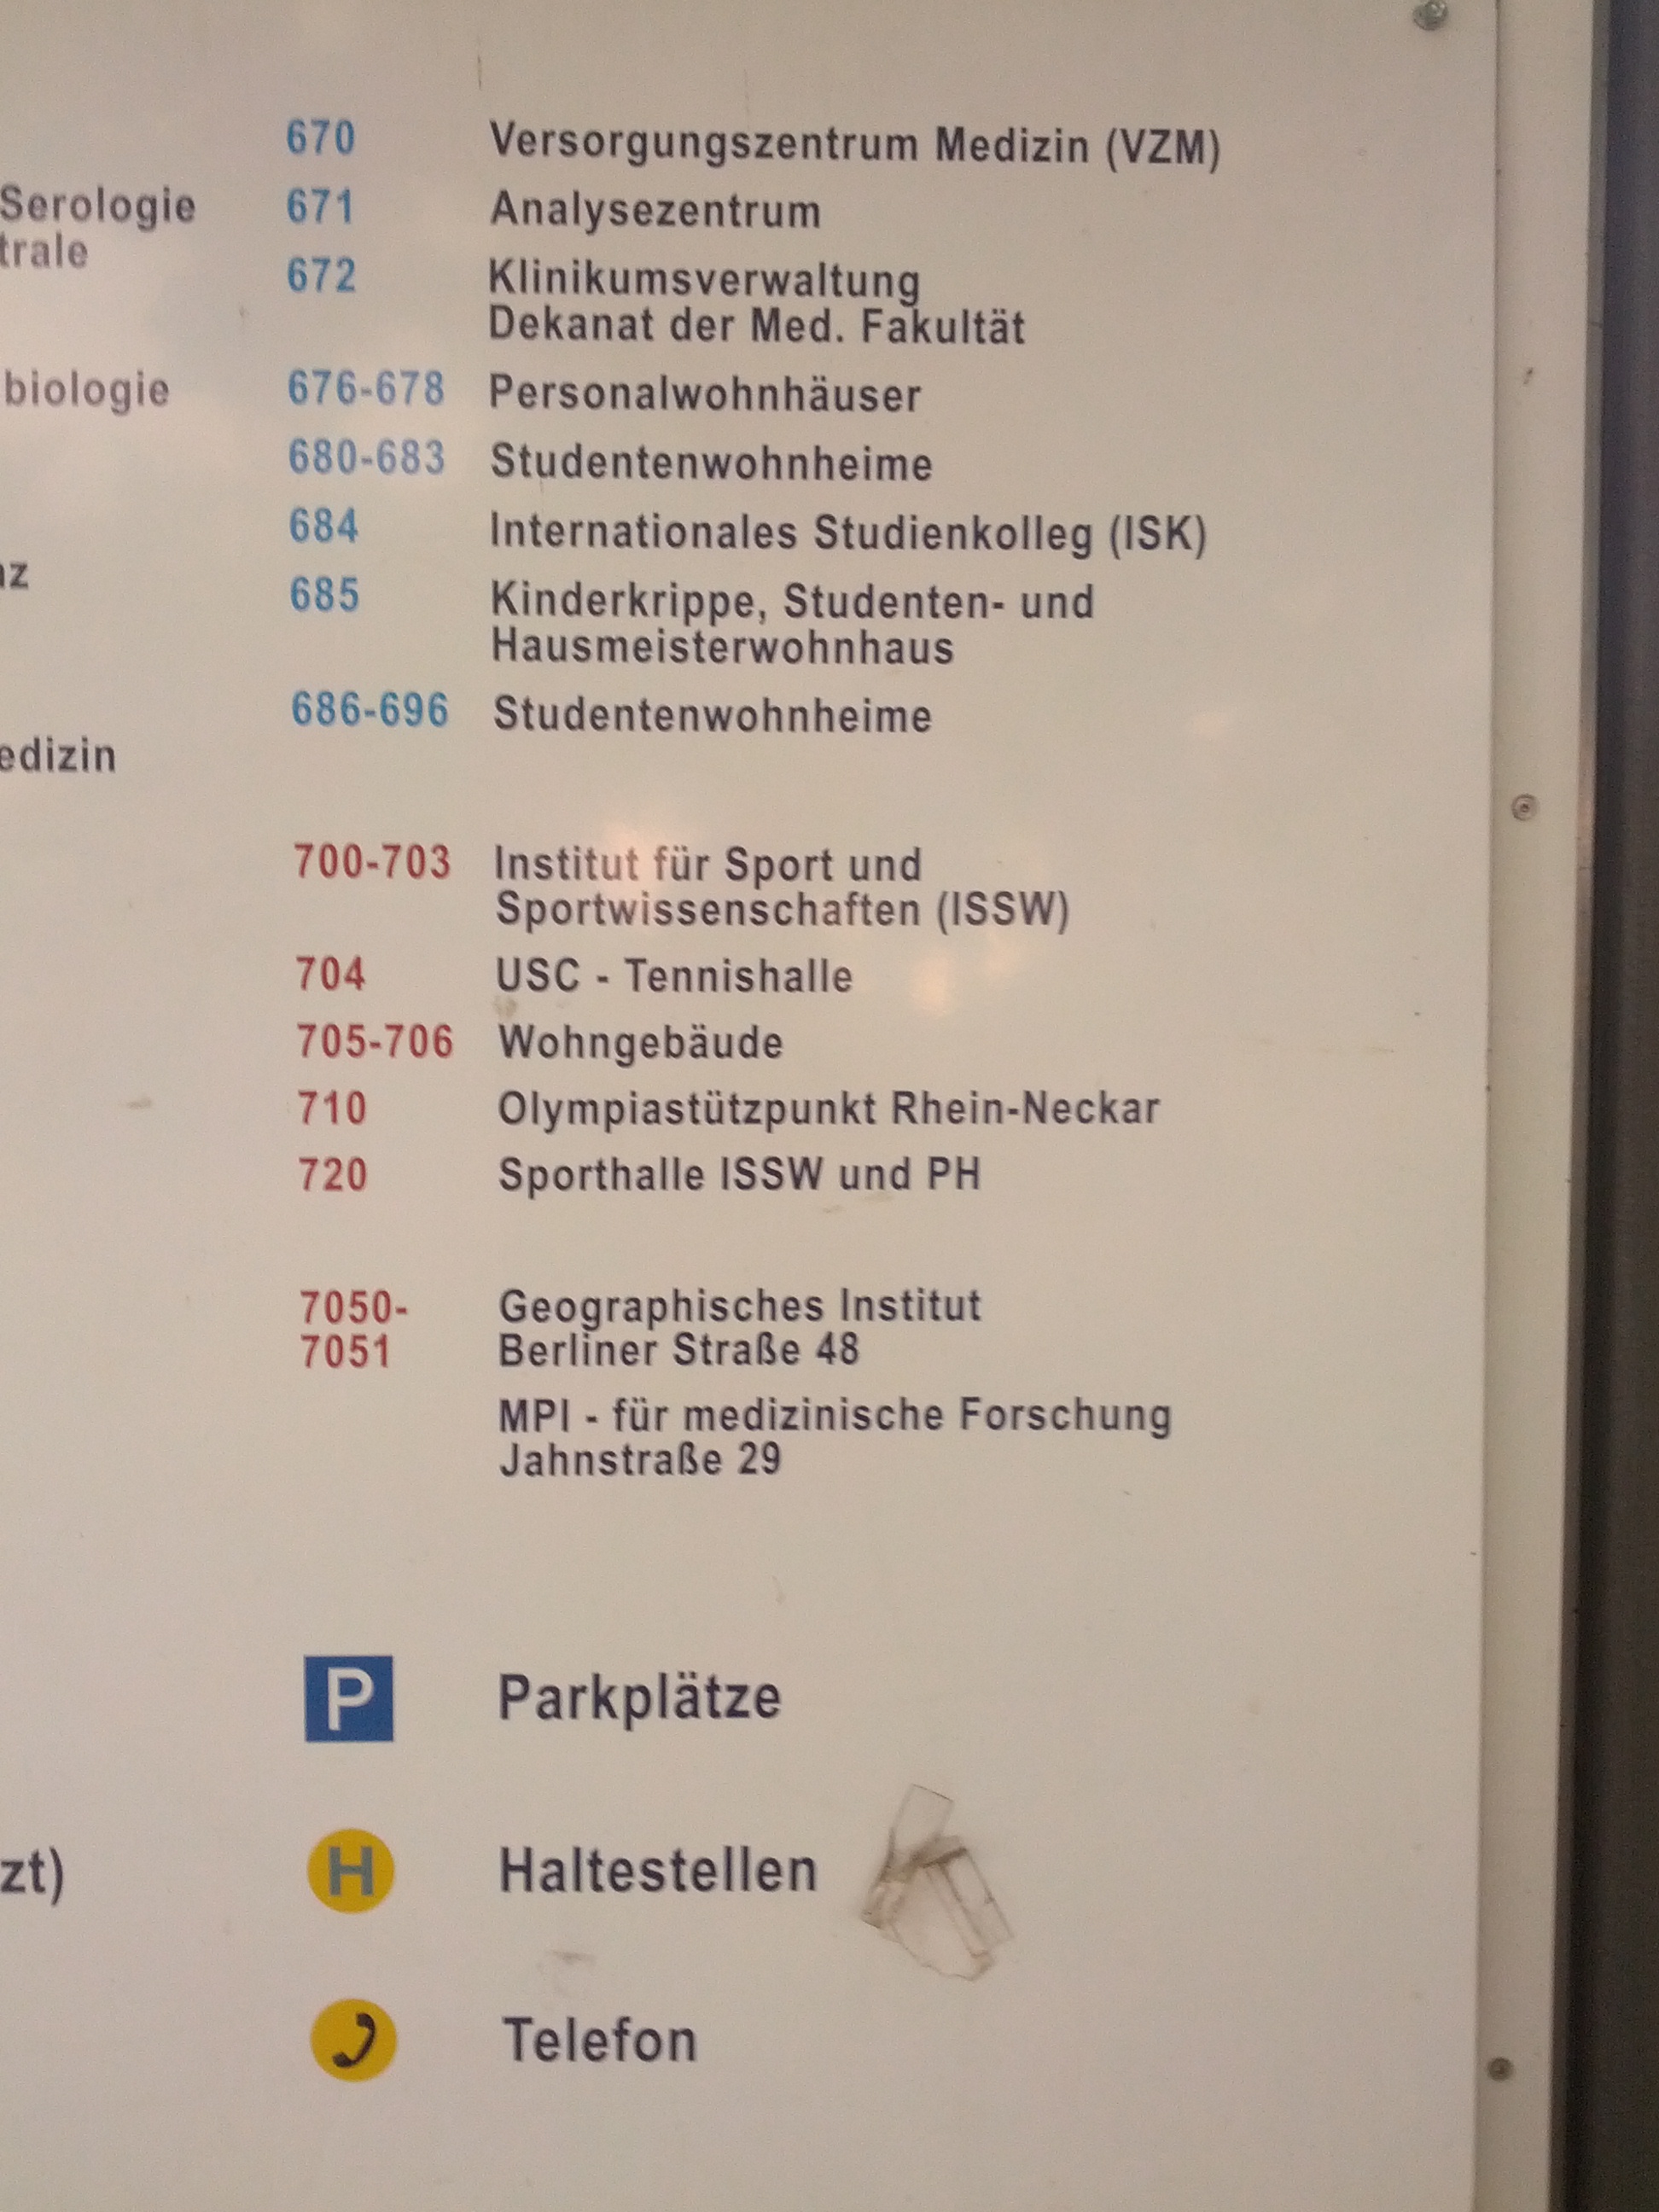 Serologie
trale
biologie
nz
edizin
zt)
670 Versorgungszentrum Medizin (VZM)
671 Analysezentrum
672 Klinikumsverwaltung
Dekanat der Med. Fakultät
676-678 Personalwohnhäuser
680-683 Studentenwohnheime
684 Internationales Studienkolleg (ISK)
685 Kinderkrippe, Studenten- und
Hausmeisterwohnhaus
686-696 Studentenwohnheime
700-703 Institut für Sport und
Sportwissenschaften (ISSW)
704 USC - Tennishalle
705-706 Wohngebäude
710 Olympiastützpunkt Rhein-Neckar
720 Sporthalle ISSW und PH
7050- Geographisches Institut
7051 Berliner Straße 48
MPI - für medizinische Forschung
Jahnstraße 29
P Parkplätze
H Haltestellen
Telefon